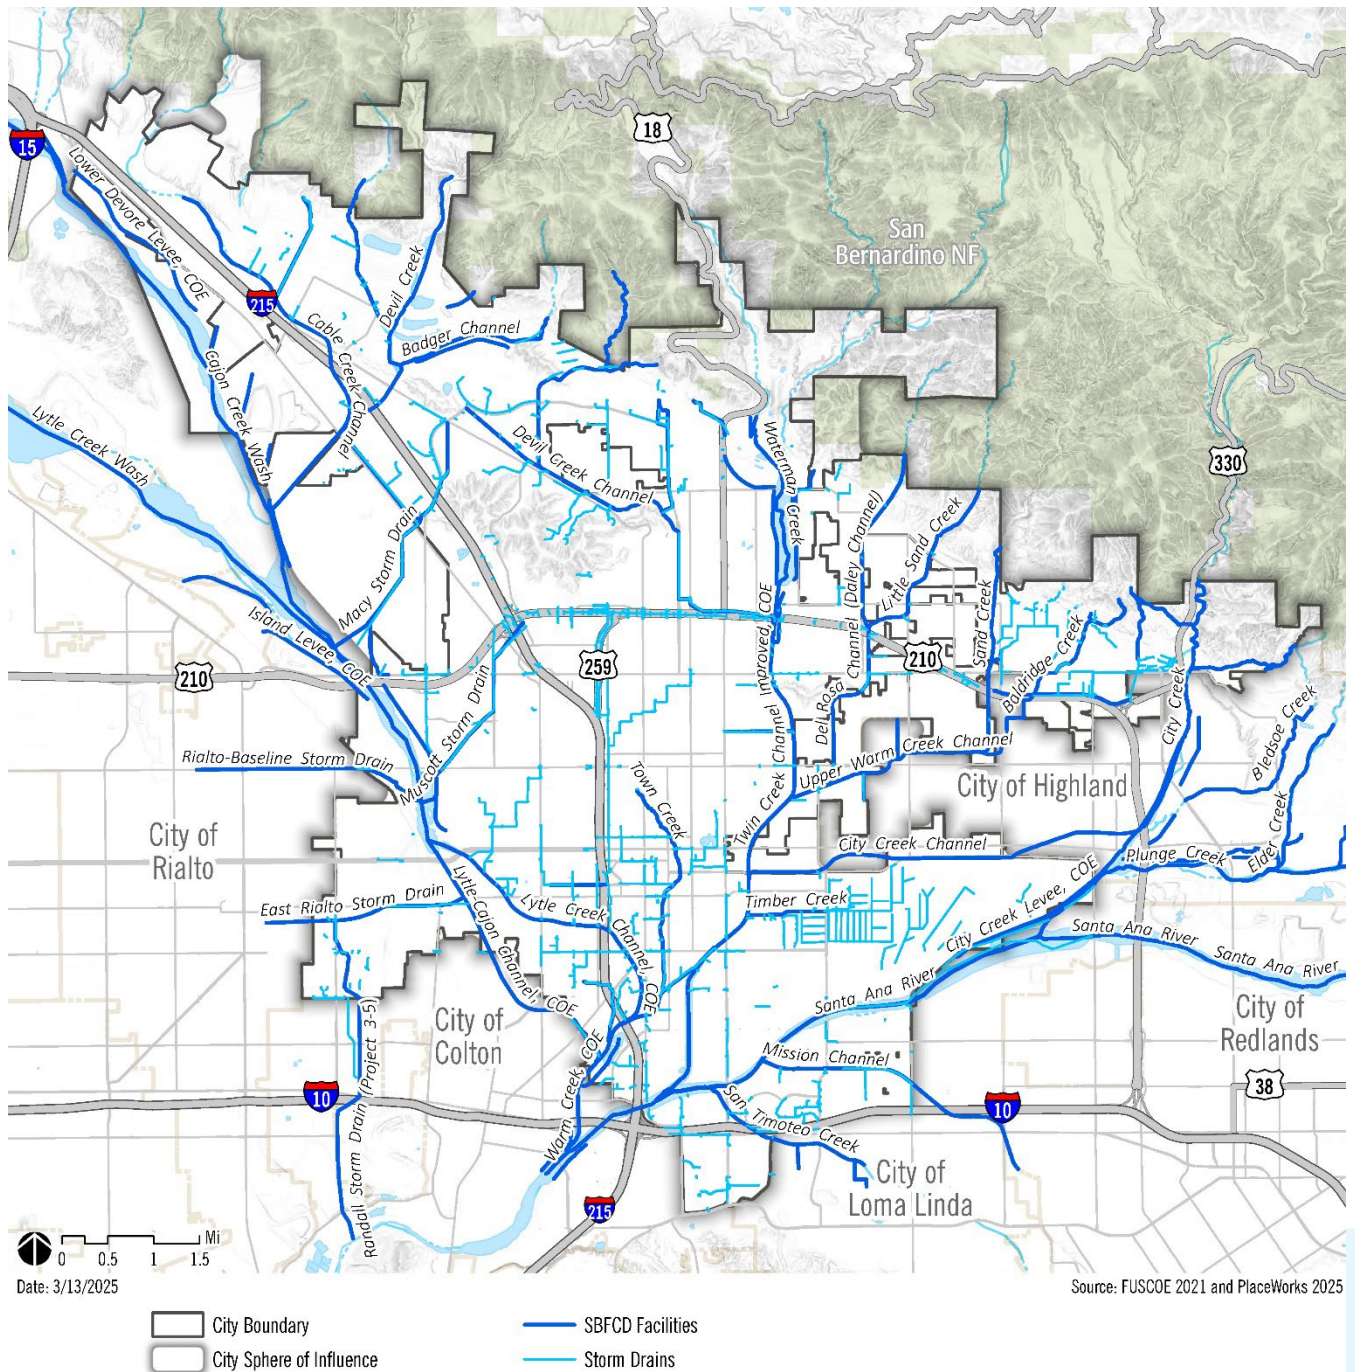 18
15
Lower Devore Levee, COE
San
Bernardino NF
215
Devil Creek
Cable Creek Channel
Badger Channel
Cajon Creek Wash
Lytle Creek Wash
Devil Creek Channel
Waterman Creek
330
Macy Storm Drain
Dell Rosa Channel (Daley Channel)
Little Sand Creek
Sand Creek
Island Levee, COE
Twin Creek Channel Improved, COE
Baldridge Creek
210
259
210
City Creek
Bledsoe Creek
Rialto-Baseline Storm Drain
Muscott Storm Drain
Town Creek
Upper Warm Creek Channel
City of Highland
City of
Rialto
City Creek Channel
Plunge Creek
Elder Creek
East Rialto Storm Drain
Lytle-Cajon Channel, COE
Lytle Creek Channel, COE
Timber Creek
City Creek Levee, COE
Santa Ana River
Santa Ana River
Santa Ana River
City of
Colton
City of
Redlands
Mission Channel
Warm Creek, COE
Randall Storm Drain (Project 3-5)
10
San Timoteo Creek
10
38
City of
Loma Linda
215
Mi
0 0.5 1 1.5
Date: 3/13/2025
Source: FUSCOE 2021 and PlaceWorks 2025
City Boundary
SBFCD Facilities
City Sphere of Influence
Storm Drains